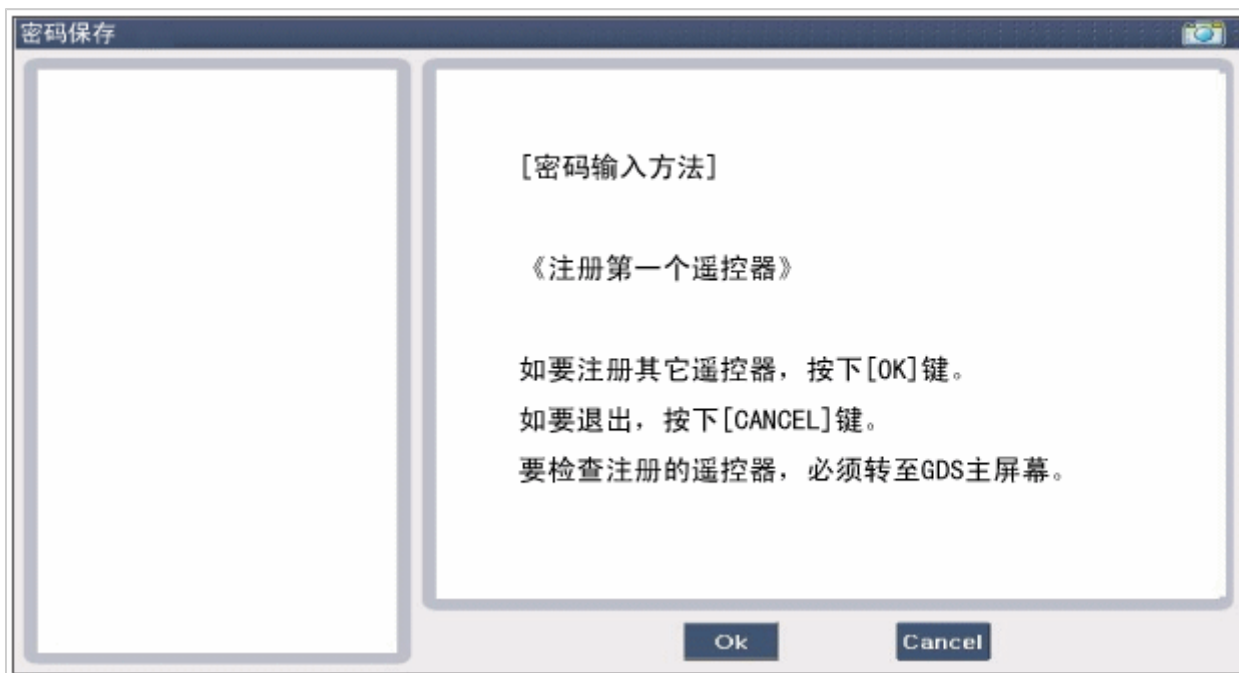 密码保存
[密码输入方法]
《注册第一个遥控器》
如要注册其它遥控器，按下[OK]键。
如要退出，按下[CANCEL]键。
要检查注册的遥控器，必须转至GDS主屏幕。
Ok
Cancel